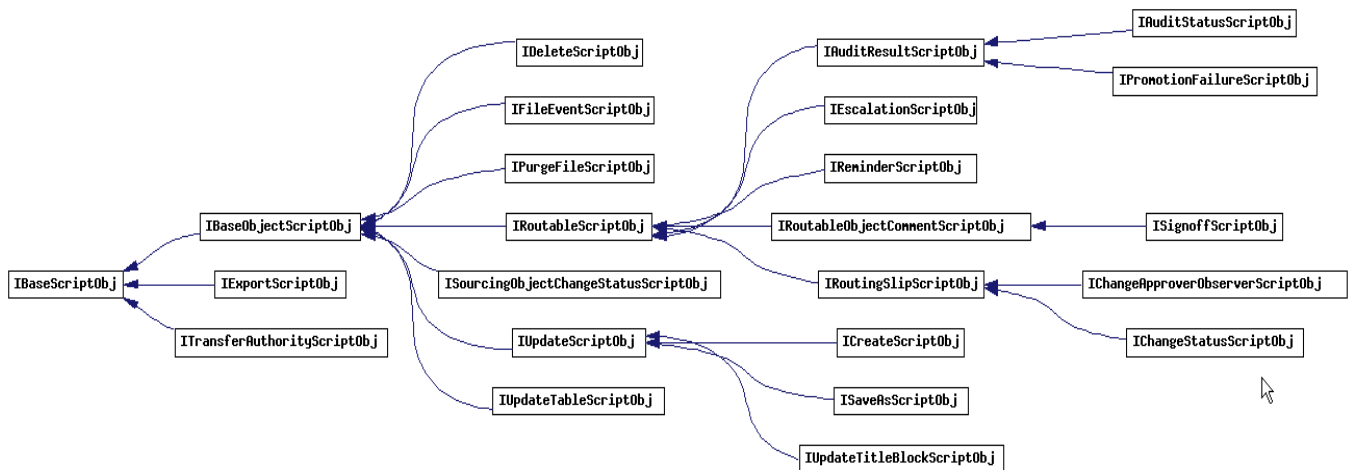 IAuditStatusScriptObj
IDeleteScriptObj
IAuditResultScriptObj
IPromotionFailureScriptObj
IFileEventScriptObj
IEscalationScriptObj
IPurgeFileScriptObj
IReminderScriptObj
IBaseObjectScriptObj
IRoutableScriptObj
IRoutableObjectCommentScriptObj
ISignoffScriptObj
IBaseScriptObj
IExportScriptObj
ISourcingObjectChangeStatusScriptObj
IRoutingSlipScriptObj
IChangeApproverObserverScriptObj
ITransferAuthorityScriptObj
IUpdateScriptObj
ICreateScriptObj
IChangeStatusScriptObj
IUpdateTableScriptObj
ISaveAsScriptObj
IUpdateTitleBlockScriptObj